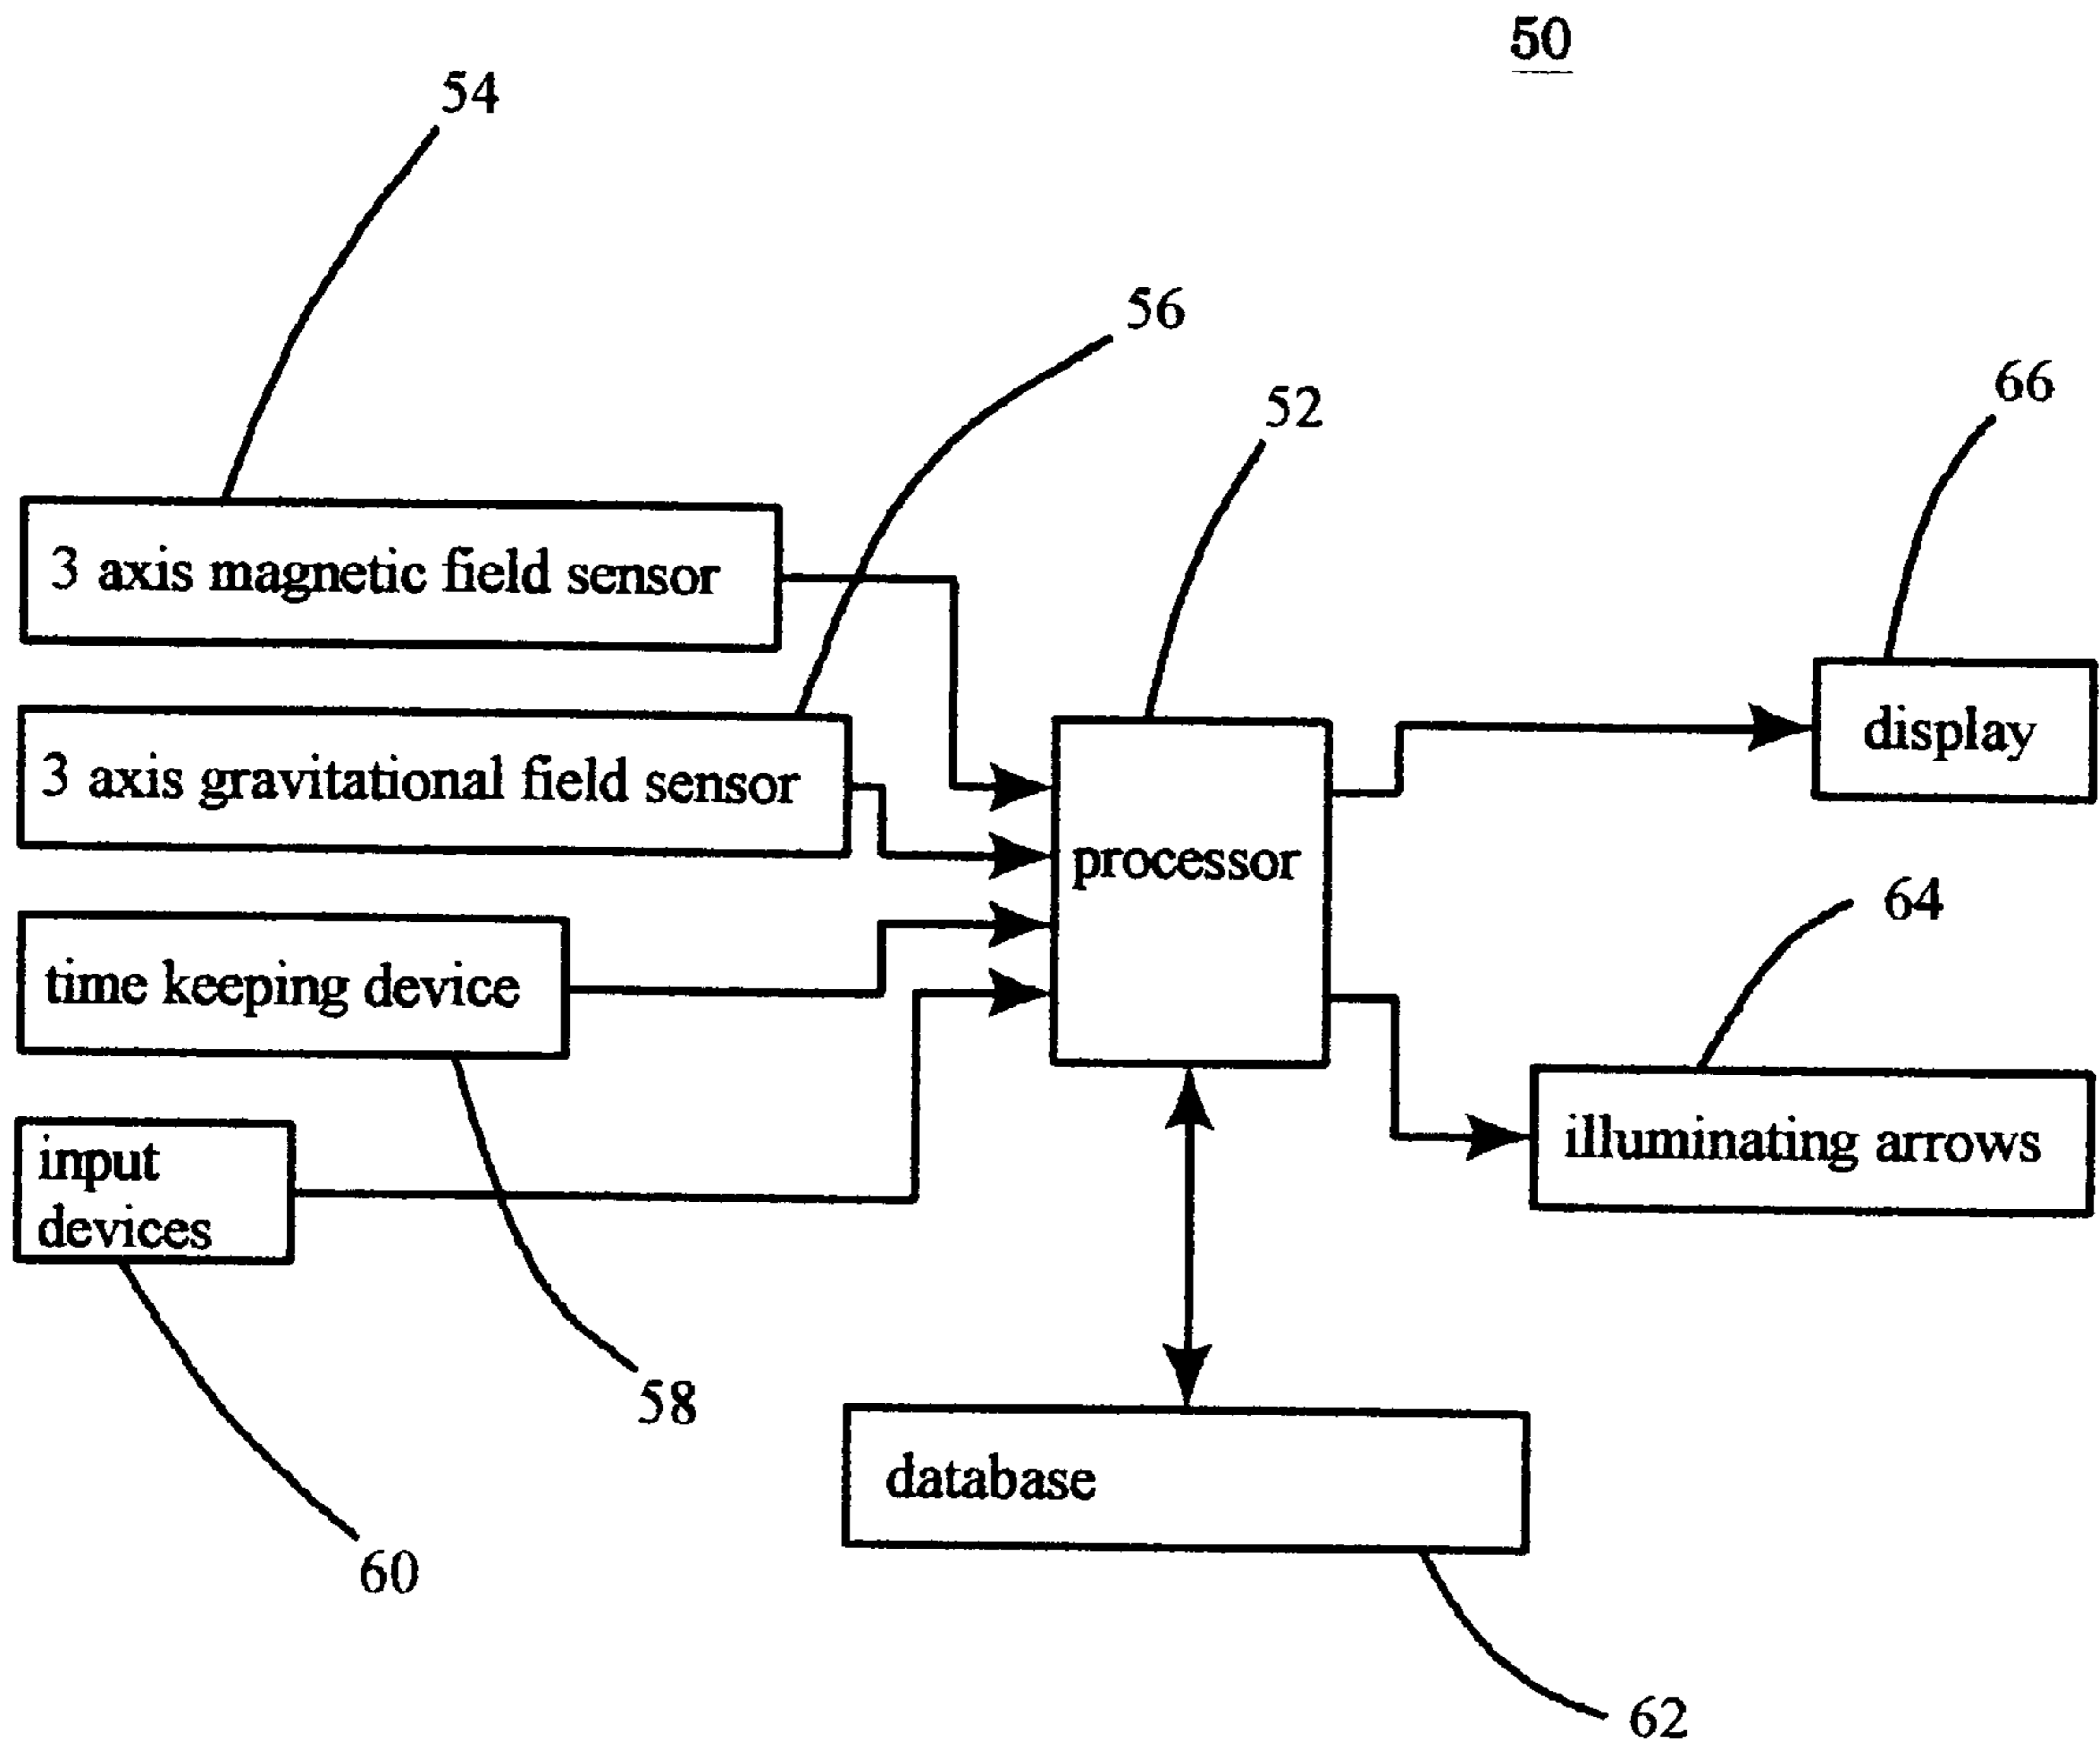 50
54
56
52
66
3 axis magnetic field sensor
display
3 axis gravitational field sensor
processor
64
time keeping device
illuminating arrows
input
devices
58
database
60
62